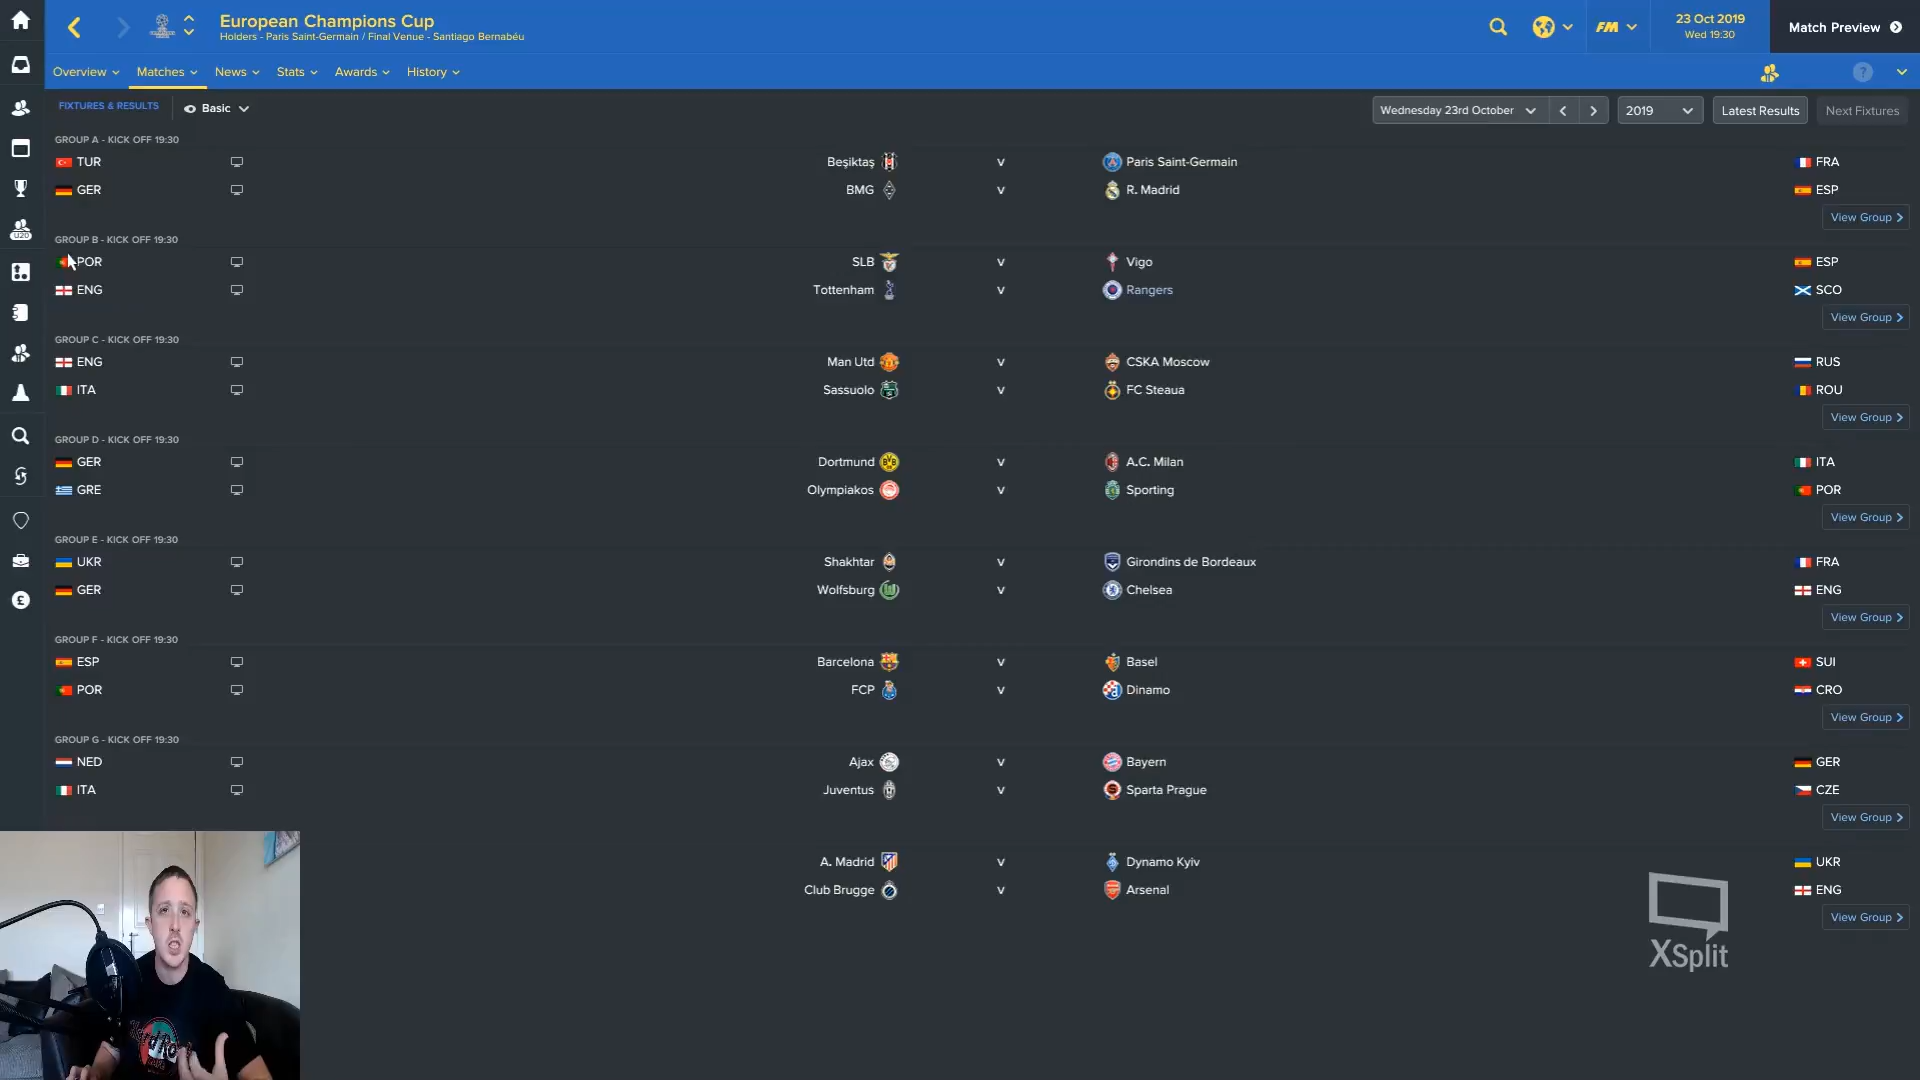 European Champions Cup
Holders - Paris Saint-Germain / Final Venue - Santiago Bernabéu
FM
23 Oct 2019
Wed 19:30
Match Preview
Overview Matches News Stats Awards History
?
FIXTURES & RESULTS Basic
Wednesday 23rd October 2019 Latest Results Next Fixtures
GROUP A - KICK OFF 19:30
TUR Beşiktaş v Paris Saint-Germain FRA
GER BMG v R. Madrid ESP
View Group
GROUP B - KICK OFF 19:30
POR SLB v Vigo ESP
ENG Tottenham v Rangers SCO
View Group
GROUP C - KICK OFF 19:30
ENG Man Utd v CSKA Moscow RUS
ITA Sassuolo v FC Steaua ROU
View Group
GROUP D - KICK OFF 19:30
GER Dortmund v A.C. Milan ITA
GRE Olympiakos v Sporting POR
View Group
GROUP E - KICK OFF 19:30
UKR Shakhtar v Girondins de Bordeaux FRA
GER Wolfsburg v Chelsea ENG
View Group
GROUP F - KICK OFF 19:30
ESP Barcelona v Basel SUI
POR FCP v Dinamo CRO
View Group
GROUP G - KICK OFF 19:30
NED Ajax v Bayern GER
ITA Juventus v Sparta Prague CZE
View Group
A. Madrid v Dynamo Kyiv UKR
Club Brugge v Arsenal ENG
View Group
XSplit